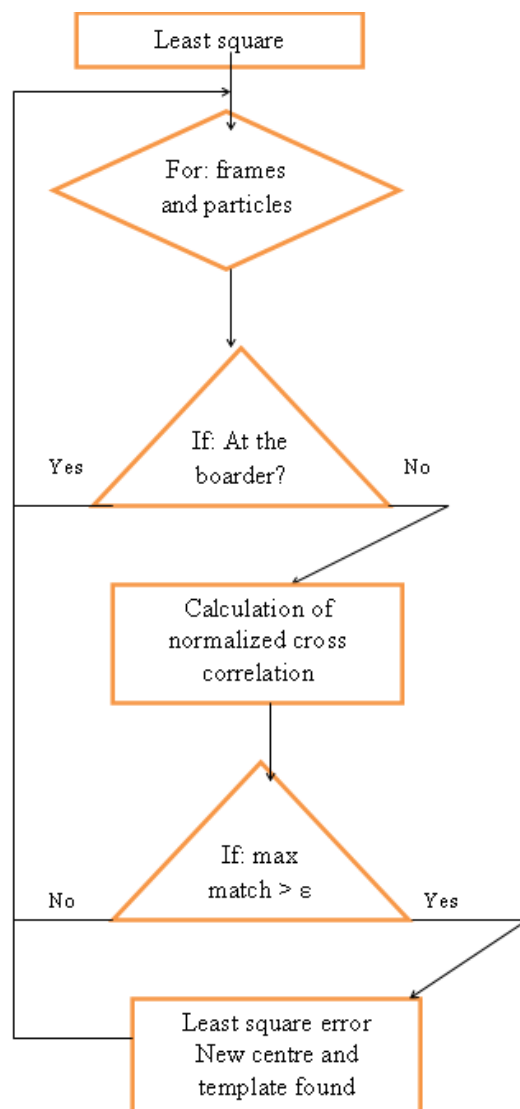 Least square
For: frames
and particles
If: At the
boarder?
Yes
No
Calculation of
normalized cross
correlation
If: max
match > ε
No
Yes
Least square error
New centre and
template found